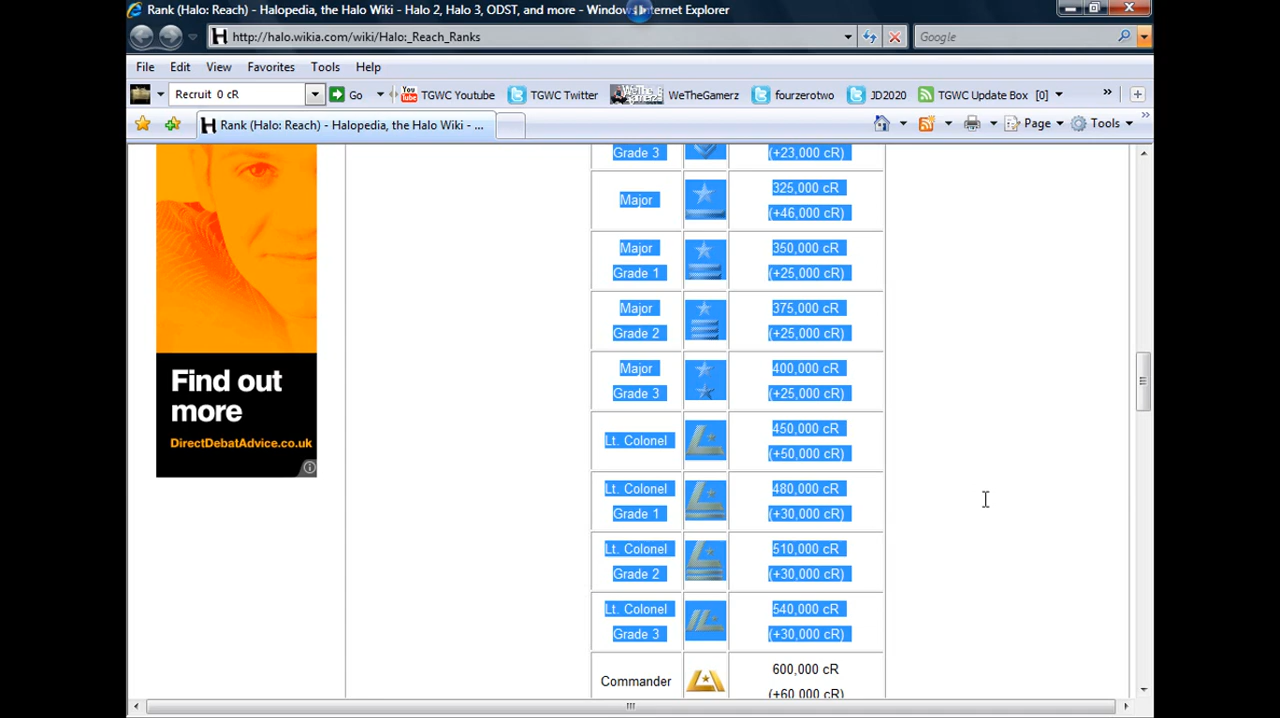 Rank (Halo: Reach) - Halopedia, the Halo Wiki - Halo 2, Halo 3, ODST, and more - Windows Internet Explorer
http://halo.wikia.com/wiki/Halo:_Reach_Ranks
Google
File Edit View Favorites Tools Help
Recruit 0 cR Go YouTube TGWC Youtube TGWC Twitter WeTheGamerz fourzerotwo JD2020 TGWC Update Box [0]
Rank (Halo: Reach) - Halopedia, the Halo Wiki - ... Page Tools
Grade 3 (+23,000 cR)
Major 325,000 cR
(+46,000 cR)
Major 350,000 cR
Grade 1 (+25,000 cR)
Major 375,000 cR
Grade 2 (+25,000 cR)
Major 400,000 cR
Grade 3 (+25,000 cR)
Lt. Colonel 450,000 cR
(+50,000 cR)
Lt. Colonel 480,000 cR
Grade 1 (+30,000 cR)
Lt. Colonel 510,000 cR
Grade 2 (+30,000 cR)
Lt. Colonel 540,000 cR
Grade 3 (+30,000 cR)
Commander 600,000 cR
(+60,000 cR)
Find out
more
DirectDebatAdvice.co.uk